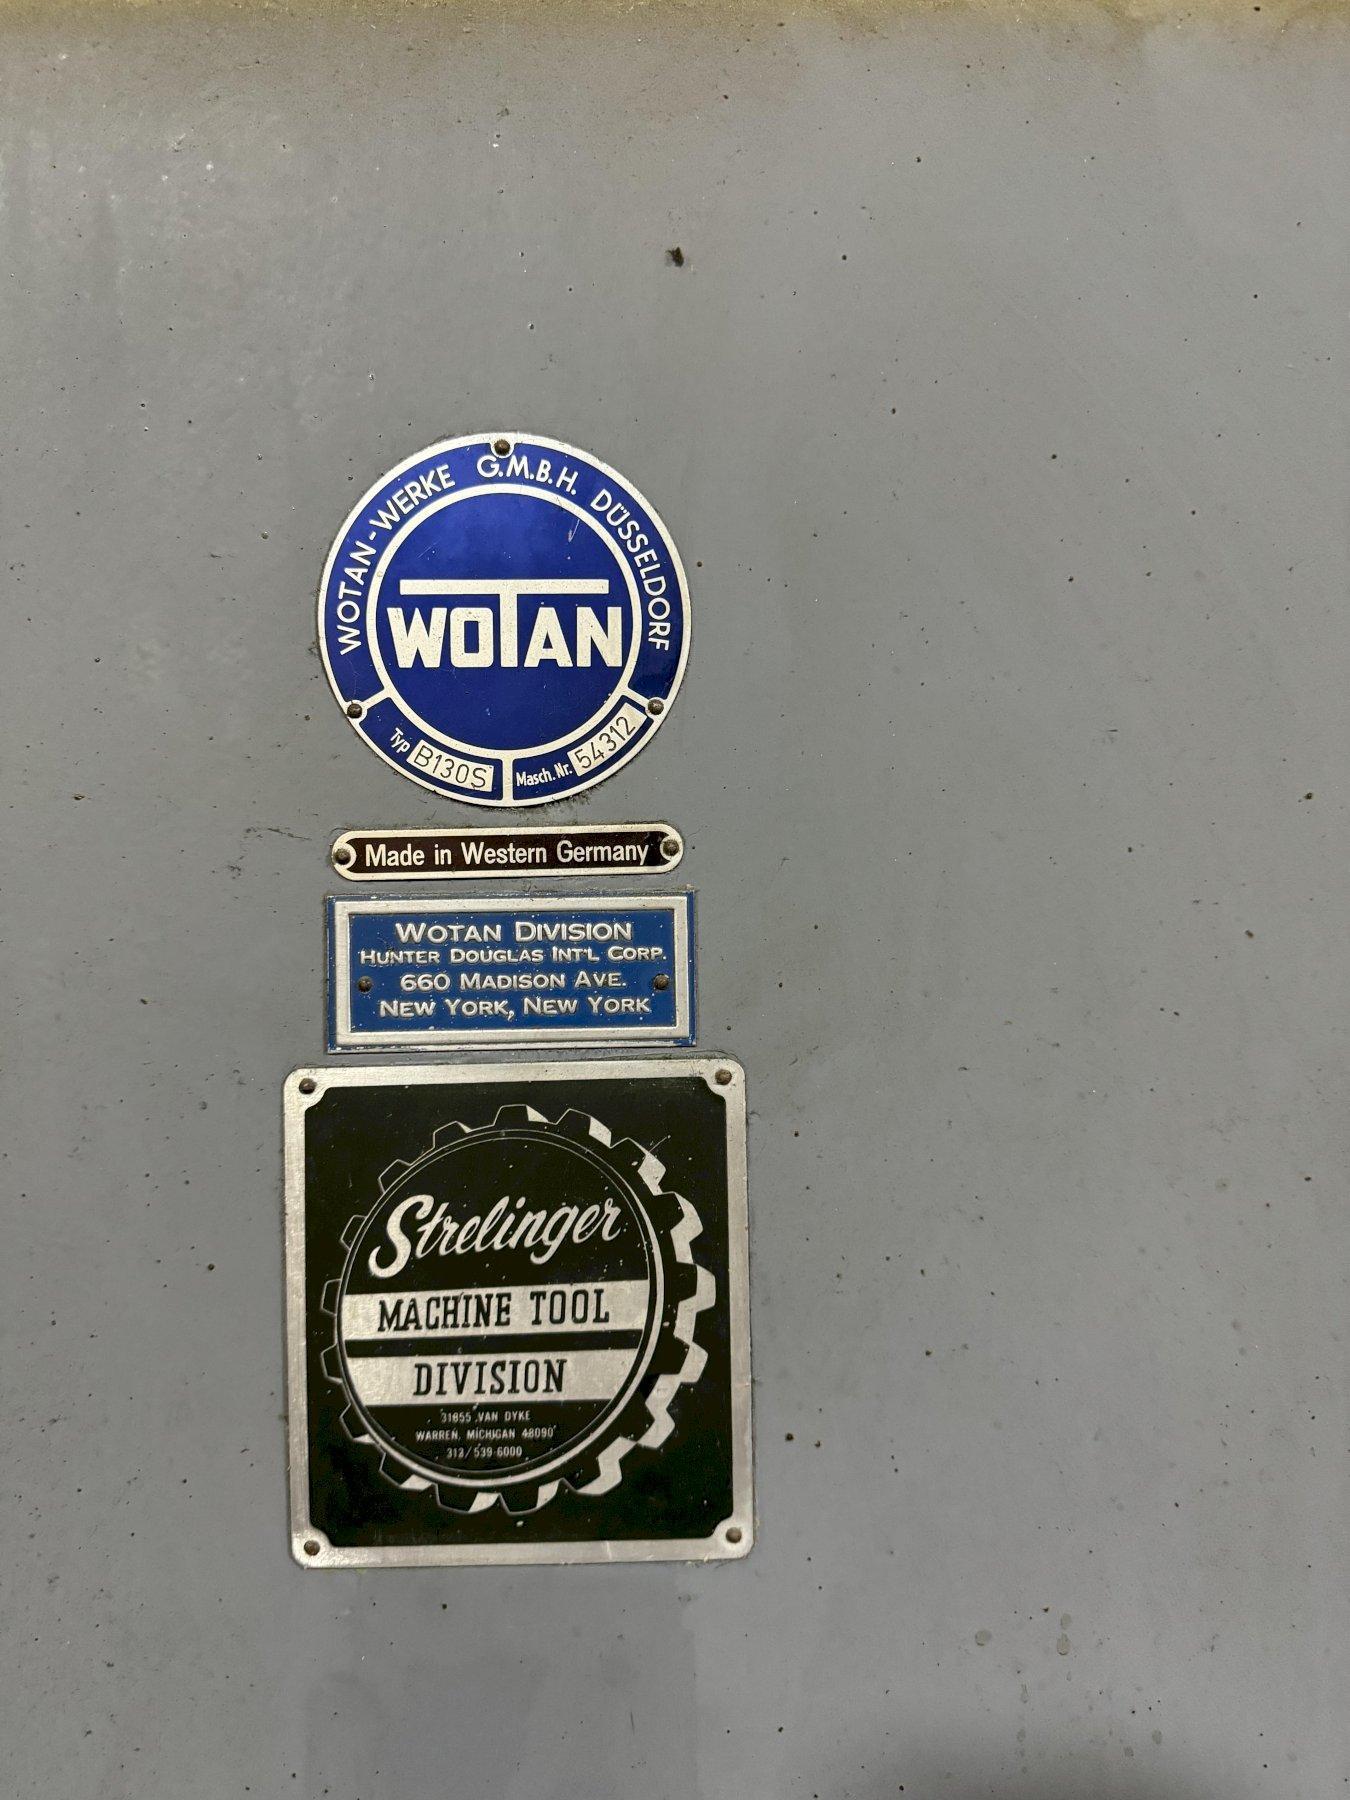 WOTAN-WERKE G.M.B.H. DÜSSELDORF
WOTAN
Typ B130S Masch. Nr. 54312
Made in Western Germany
WOTAN DIVISION
HUNTER DOUGLAS INT'L CORP.
660 MADISON AVE.
NEW YORK, NEW YORK
Strelinger
MACHINE TOOL
DIVISION
31855 VAN DYKE
WARREN, MICHIGAN 48090
313/539-6000